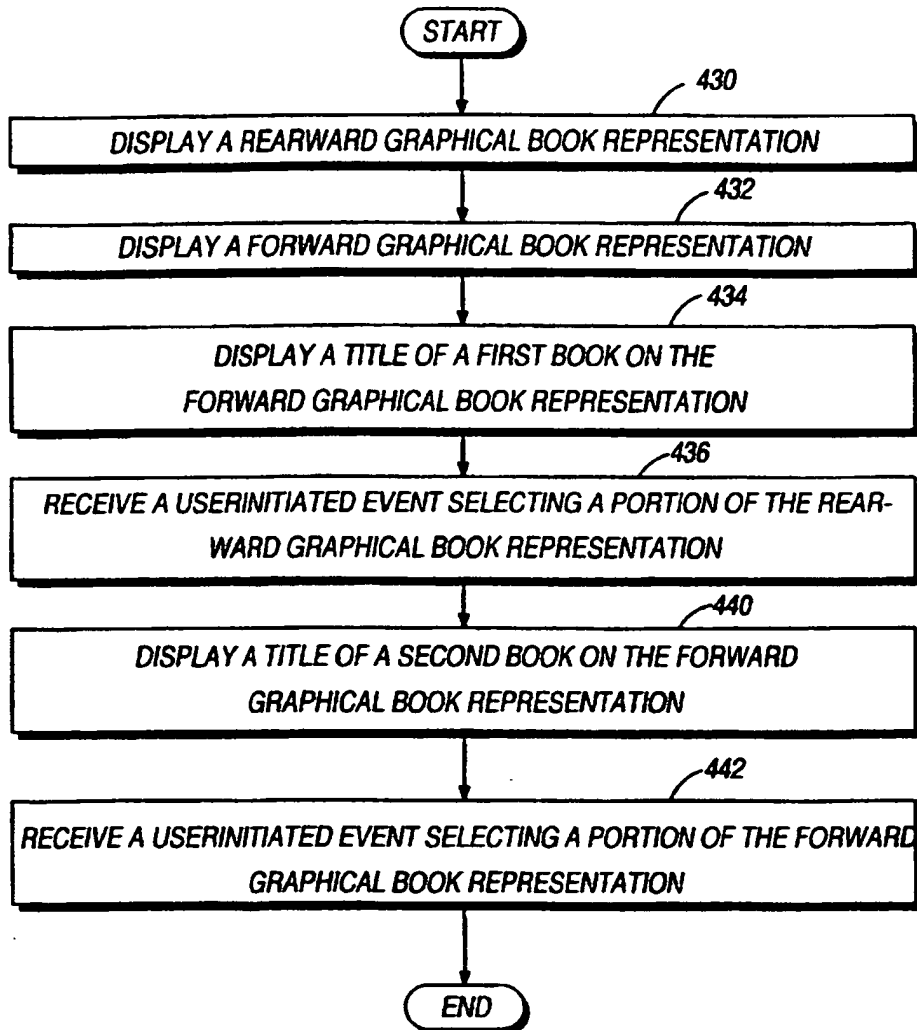 START
430
DISPLAY A REARWARD GRAPHICAL BOOK REPRESENTATION
432
DISPLAY A FORWARD GRAPHICAL BOOK REPRESENTATION
434
DISPLAY A TITLE OF A FIRST BOOK ON THE
FORWARD GRAPHICAL BOOK REPRESENTATION
436
RECEIVE A USERINITIATED EVENT SELECTING A PORTION OF THE REAR-
WARD GRAPHICAL BOOK REPRESENTATION
440
DISPLAY A TITLE OF A SECOND BOOK ON THE FORWARD
GRAPHICAL BOOK REPRESENTATION
442
RECEIVE A USERINITIATED EVENT SELECTING A PORTION OF THE FORWARD
GRAPHICAL BOOK REPRESENTATION
END